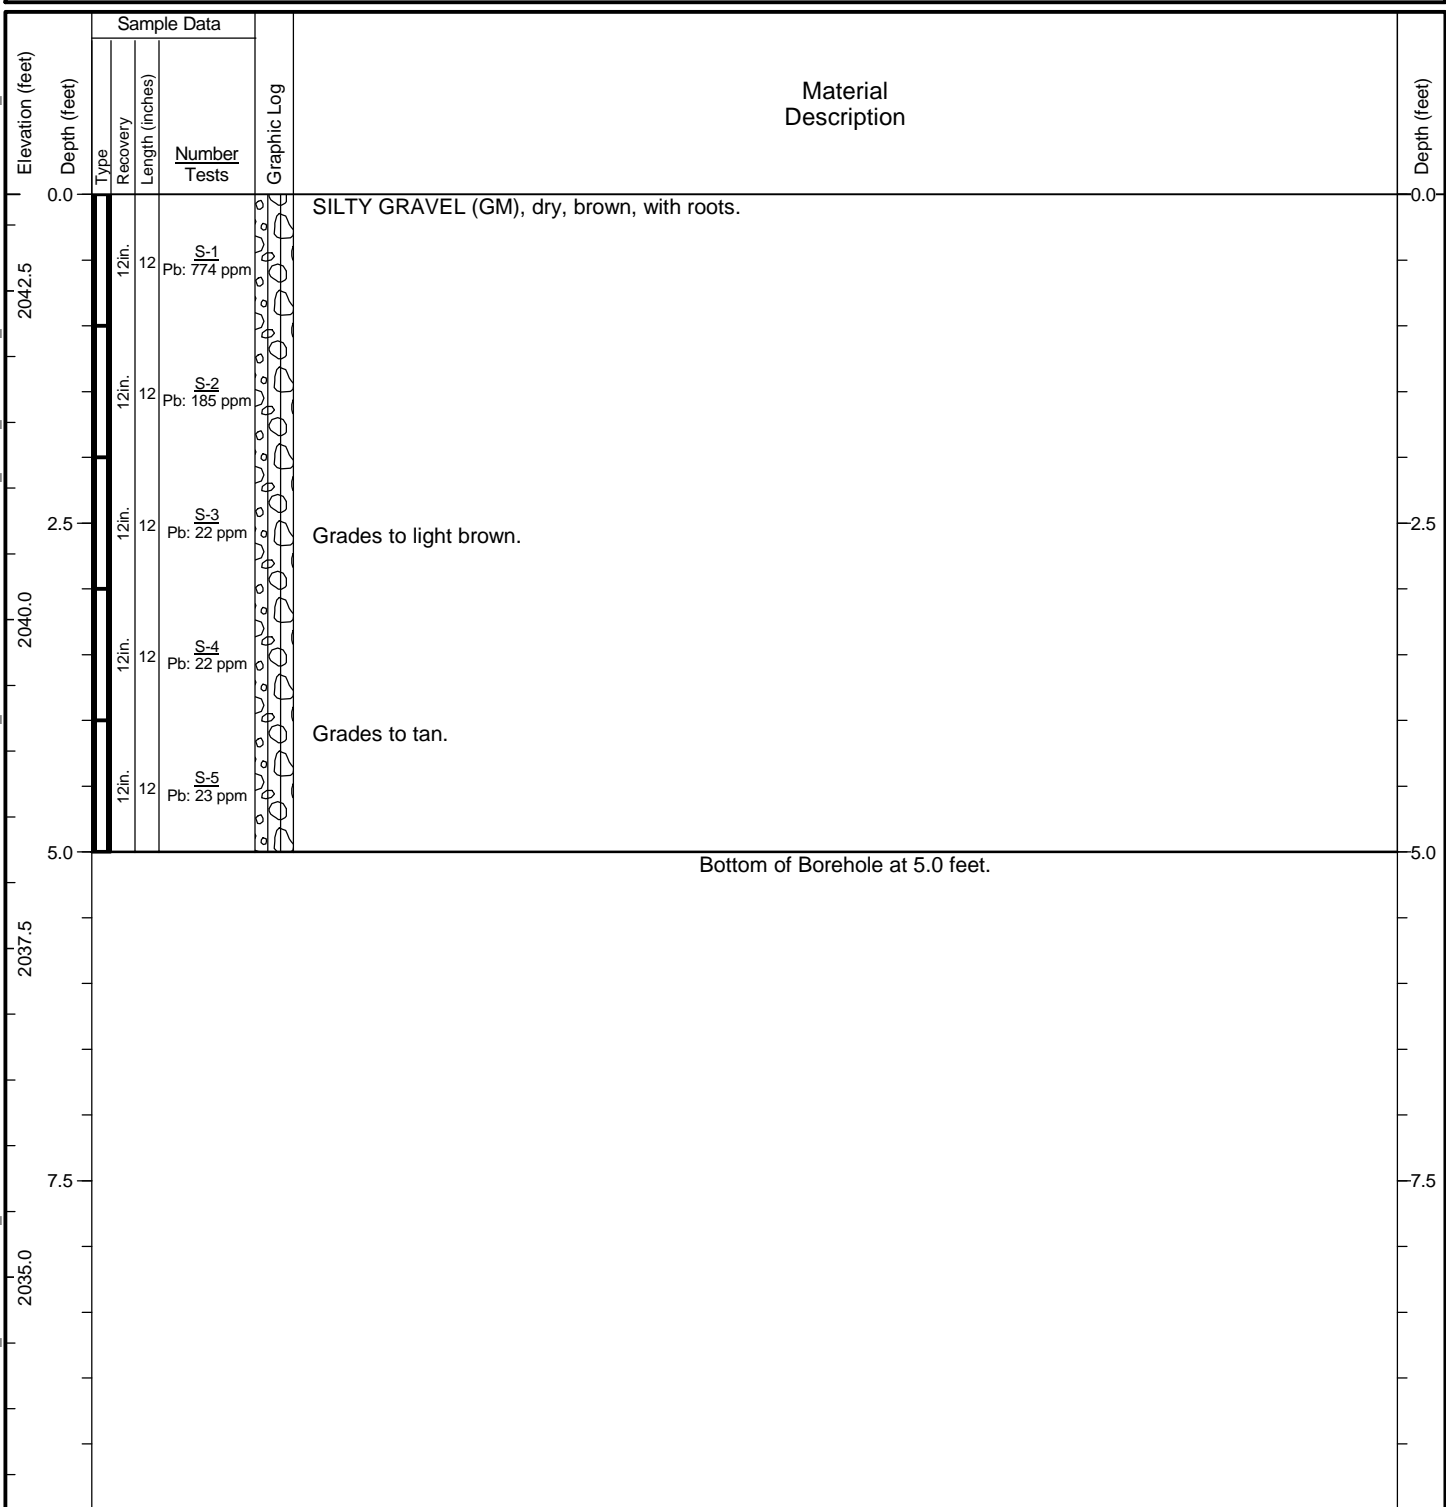 Sample Data
Elevation (feet)
Depth (feet)
Type
Recovery
Length (inches)
Number
Tests
Graphic Log
Material
Description
Depth (feet)
0.0
SILTY GRAVEL (GM), dry, brown, with roots.
0.0
12in.
12
S-1
Pb: 774 ppm
2042.5
12in.
12
S-2
Pb: 185 ppm
2.5
12in.
12
S-3
Pb: 22 ppm
Grades to light brown.
2.5
2040.0
12in.
12
S-4
Pb: 22 ppm
Grades to tan.
12in.
12
S-5
Pb: 23 ppm
5.0
Bottom of Borehole at 5.0 feet.
5.0
2037.5
7.5
7.5
2035.0